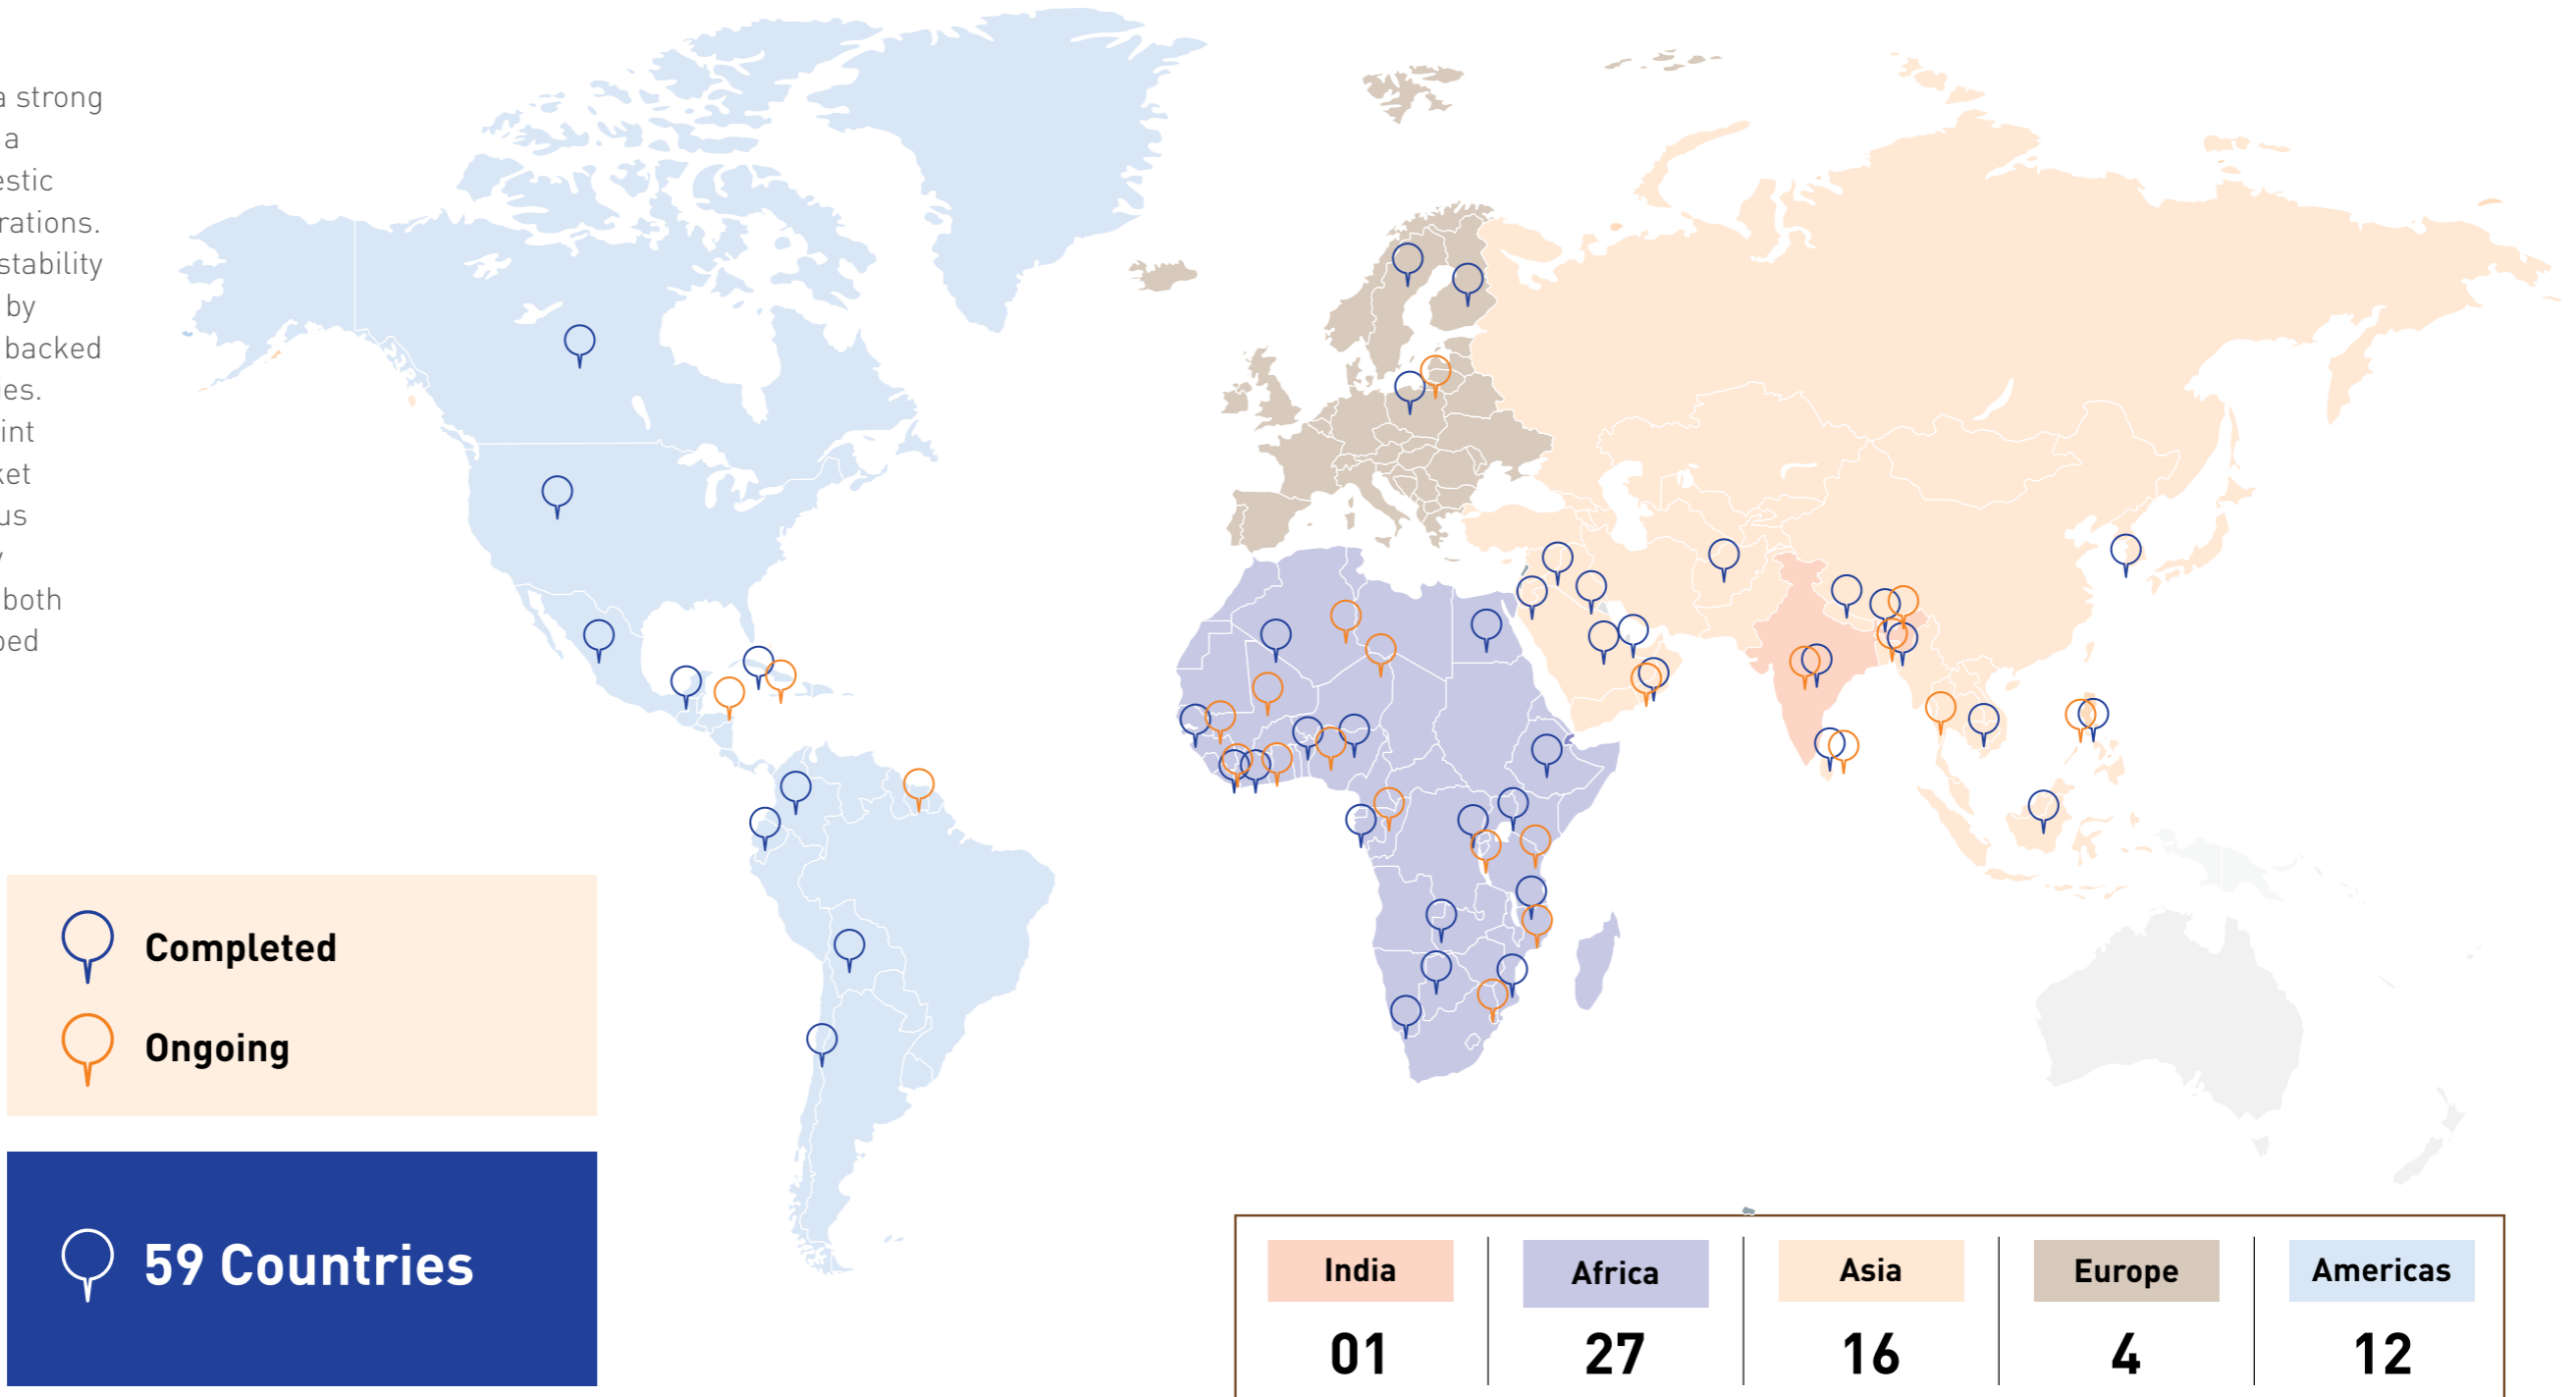 a strong
a
estic
rations.
stability
by
backed
ies.
int
ket
us
y
both
ped
Completed
Ongoing
59 Countries
India
Africa
Asia
Europe
Americas
01
27
16
4
12